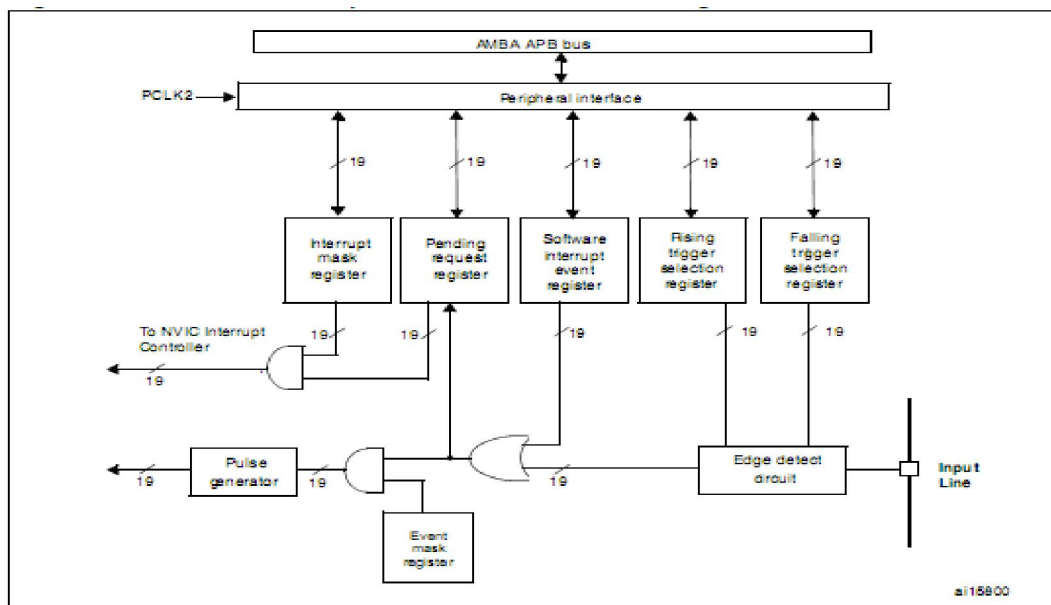 AMBA APB bus
PCLK2
Peripheral interface
19
19
19
19
19
Interrupt
mask
register
Pending
request
register
Software
interrupt
event
register
Rising
trigger
selection
register
Falling
trigger
selection
register
To NVIC Interrupt
Controller
19
19
19
19
19
19
Pulse
generator
19
19
19
Edge detect
circuit
Input
Line
Event
mask
register
ai15800